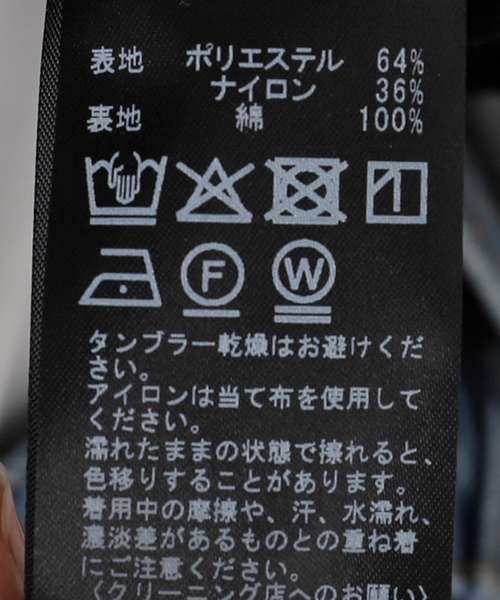 表地 ポリエステル 64%
ナイロン 36%
裏地 綿 100%
F W
タンブラー乾燥はお避けくだ
さい。
アイロンは当て布を使用して
ください。
濡れたままの状態で擦れると、
色移りすることがあります。
着用中の摩擦や、汗、水濡れ、
濃淡差があるものとの重ね着
にご注意ください。
〈クリーニング店へのお願い〉